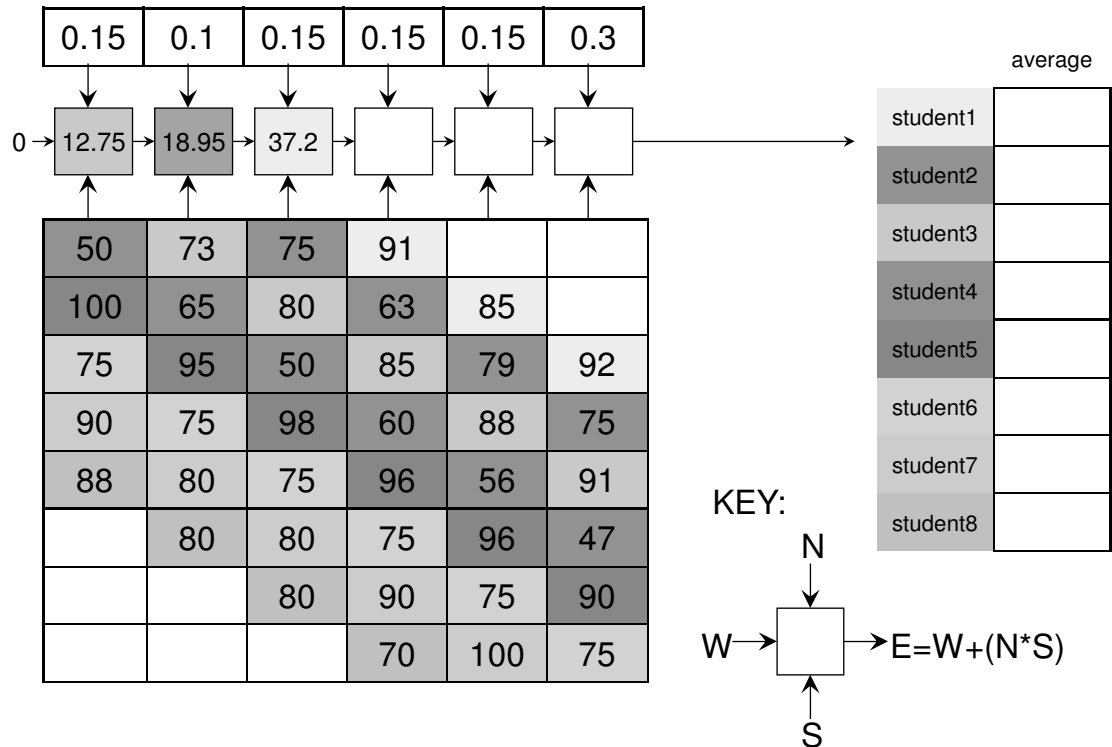 0.15 0.1 0.15 0.15 0.15 0.3
average
0 12.75 18.95 37.2
student1
student2
student3
student4
student5
student6
student7
student8
50 73 75 91
100 65 80 63 85
75 95 50 85 79 92
90 75 98 60 88 75
88 80 75 96 56 91
80 80 75 96 47
80 90 75 90
70 100 75
KEY:
N
W E=W+(N*S)
S